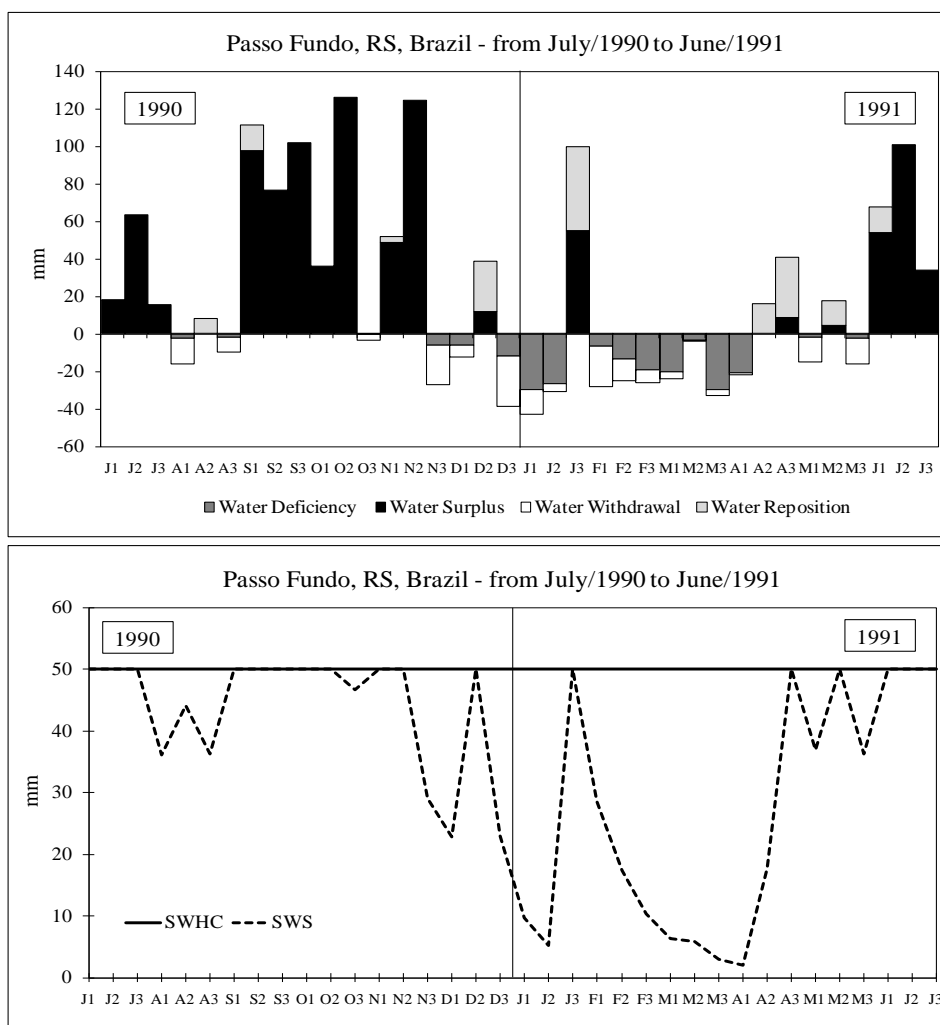 Passo Fundo, RS, Brazil - from July/1990 to June/1991
140
120
100
80
60
40
20
0
-20
-40
-60
mm
1990
1991
J1 J2 J3 A1 A2 A3 S1 S2 S3 O1 O2 O3 N1 N2 N3 D1 D2 D3 J1 J2 J3 F1 F2 F3 M1 M2 M3 A1 A2 A3 M1 M2 M3 J1 J2 J3
Water Deficiency Water Surplus Water Withdrawal Water Reposition
Passo Fundo, RS, Brazil - from July/1990 to June/1991
60
50
40
30
20
10
0
mm
1990
1991
SWHC SWS
J1 J2 J3 A1 A2 A3 S1 S2 S3 O1 O2 O3 N1 N2 N3 D1 D2 D3 J1 J2 J3 F1 F2 F3 M1 M2 M3 A1 A2 A3 M1 M2 M3 J1 J2 J3